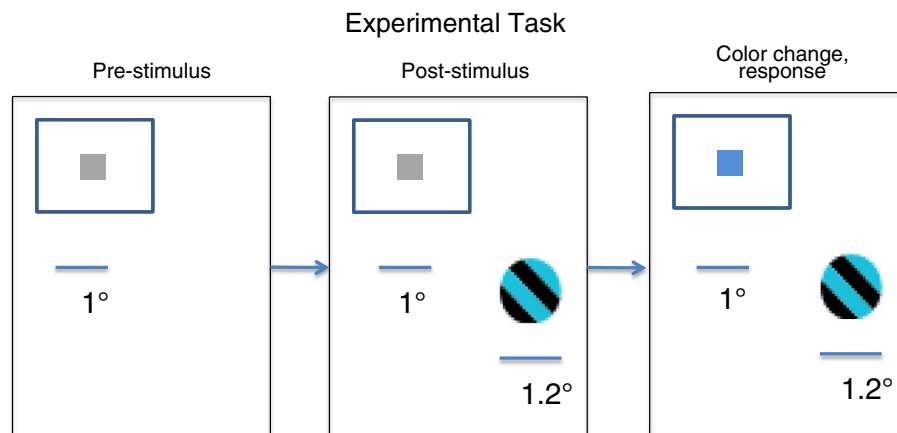 Experimental Task
Pre-stimulus
Post-stimulus
Color change,
response
1°
1°
1.2°
1°
1.2°